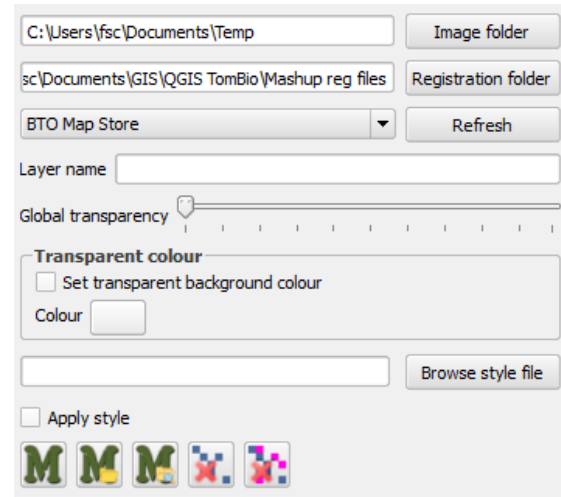 C:\Users\fsc\Documents\Temp Image folder
sc\Documents\GIS\QGIS TomBio\Mashup reg files Registration folder
BTO Map Store Refresh
Layer name
Global transparency
Transparent colour
Set transparent background colour
Colour
Browse style file
Apply style
M M M